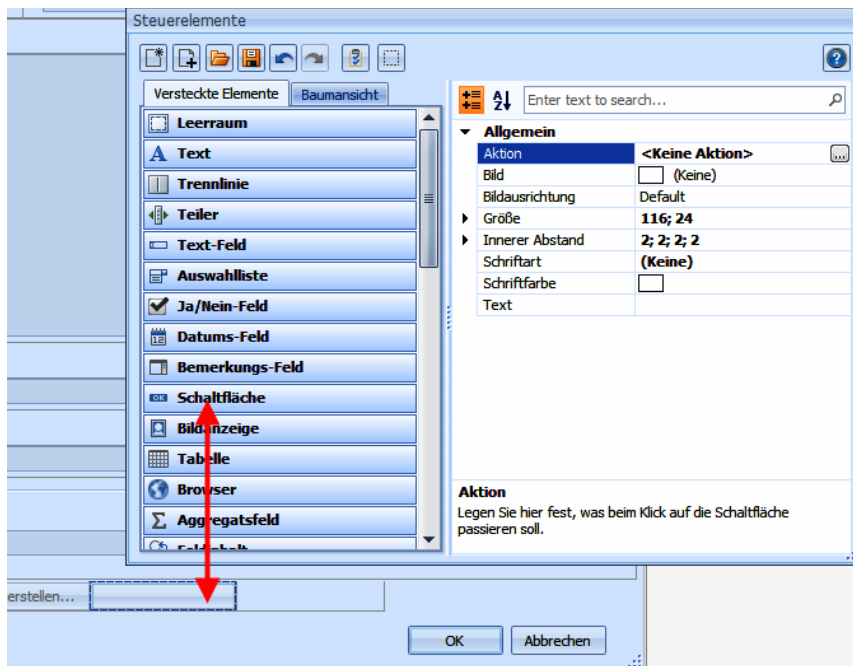 Steuerelemente
Versteckte Elemente
Baumansicht
Leerraum
Text
Trennlinie
Teiler
Text-Feld
Auswahlliste
Ja/Nein-Feld
Datums-Feld
Bemerkungs-Feld
Schaltfläche
Bildanzeige
Tabelle
Browser
Aggregatsfeld
Enter text to search...
Allgemein
Aktion <Keine Aktion> ...
Bild (Keine)
Bildausrichtung Default
Größe 116; 24
Innerer Abstand 2; 2; 2; 2
Schriftart (Keine)
Schriftfarbe
Text
Aktion
Legen Sie hier fest, was beim Klick auf die Schaltfläche
passieren soll.
erstellen...
OK Abbrechen